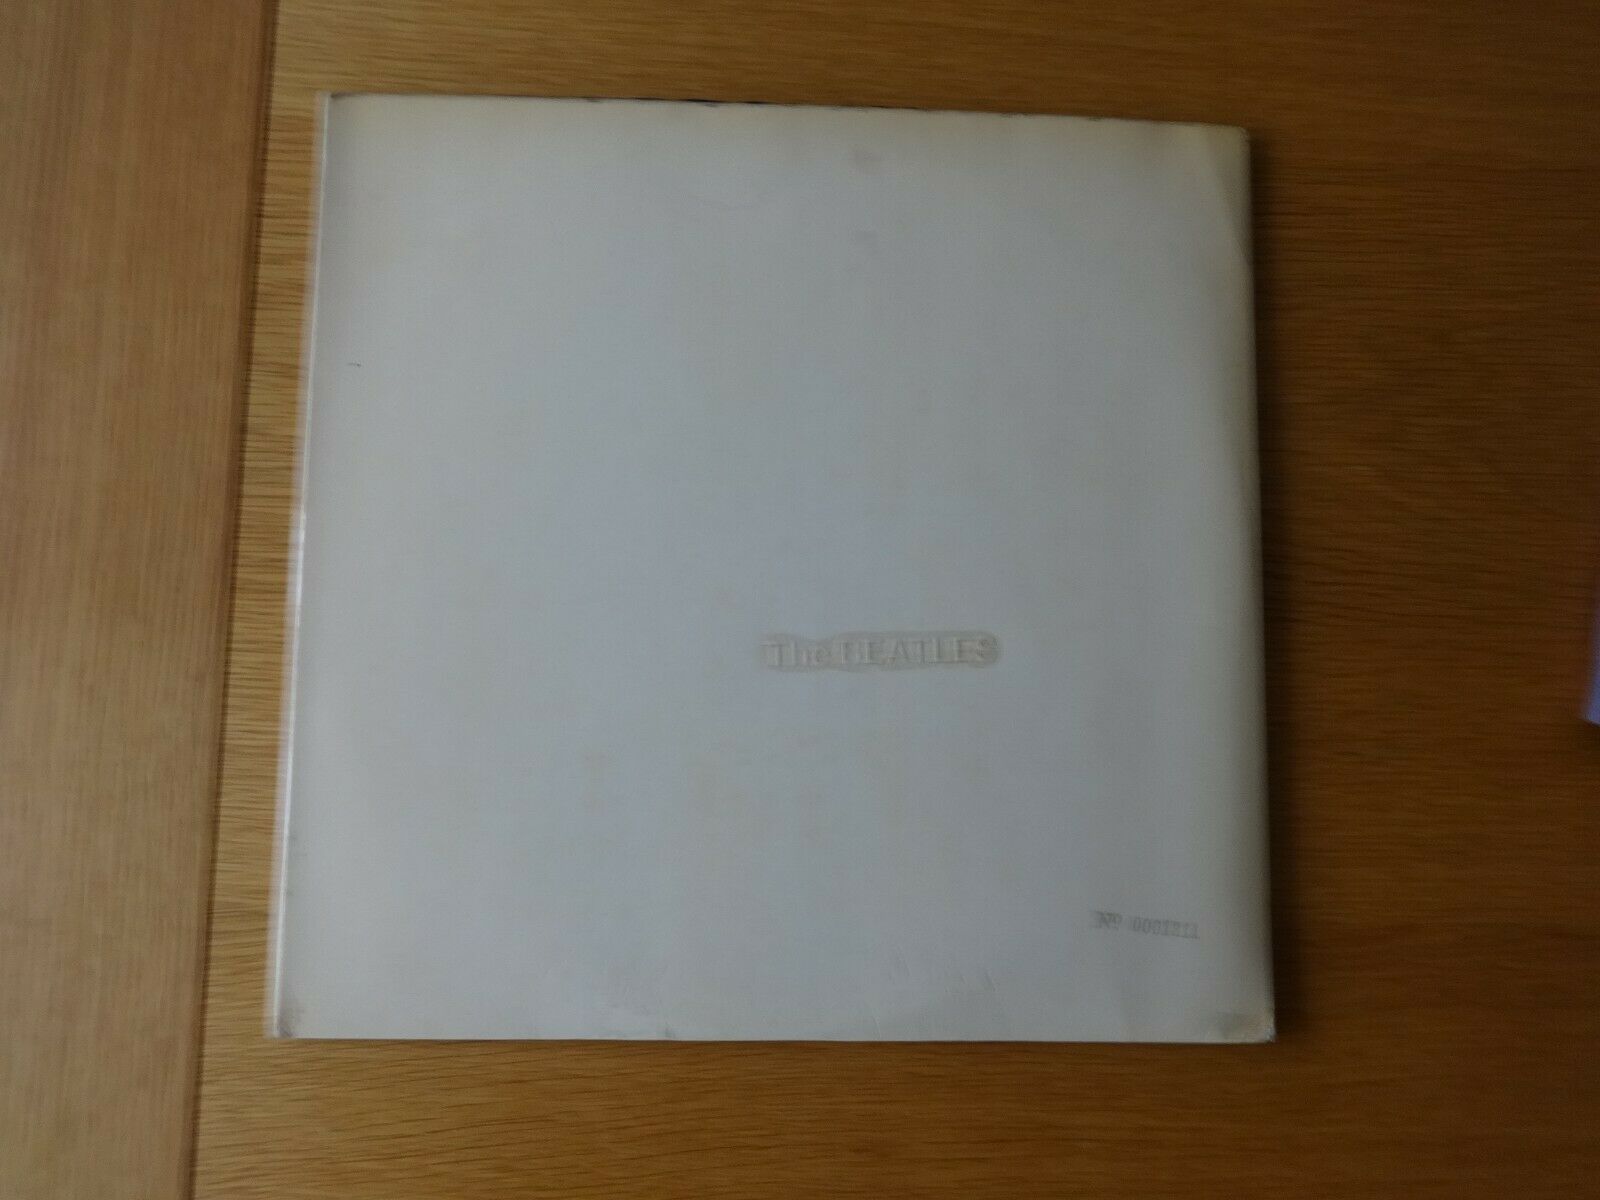 The BEATLES
Nº 0001211